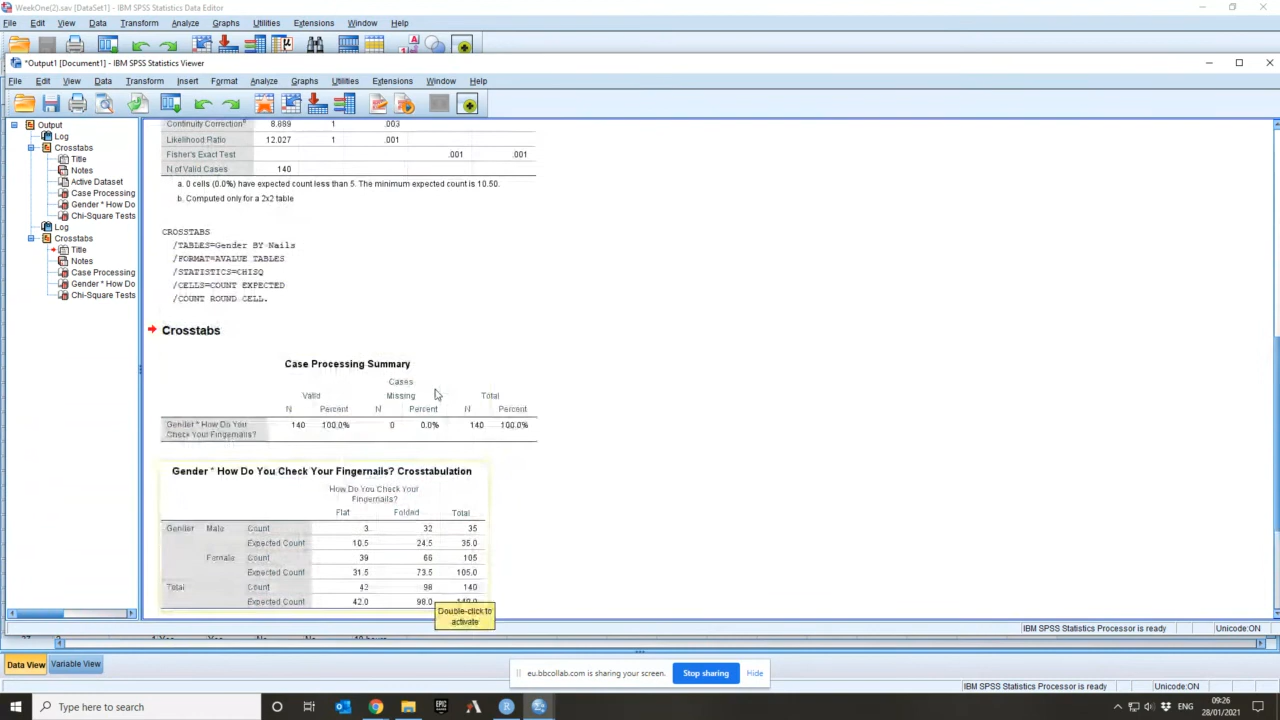 WeekOne(2).sav [DataSet1] - IBM SPSS Statistics Data Editor
File Edit View Data Transform Analyze Graphs Utilities Extensions Window Help
*Output1 [Document1] - IBM SPSS Statistics Viewer
File Edit View Data Transform Insert Format Analyze Graphs Utilities Extensions Window Help
Output
Log
Crosstabs
Title
Notes
Active Dataset
Case Processing
Gender * How Do
Chi-Square Tests
Log
Crosstabs
Title
Notes
Case Processing
Gender * How Do
Chi-Square Tests
Continuity Correction b 8.889 1 .003
Likelihood Ratio 12.027 1 .001
Fisher's Exact Test .001 .001
N of Valid Cases 140
a. 0 cells (0.0%) have expected count less than 5. The minimum expected count is 10.50.
b. Computed only for a 2x2 table
CROSSTABS
/TABLES=Gender BY Nails
/FORMAT=AVALUE TABLES
/STATISTICS=CHISQ
/CELLS=COUNT EXPECTED
/COUNT ROUND CELL.
Crosstabs
Case Processing Summary
Cases
Valid Missing Total
N Percent N Percent N Percent
Gender * How Do You
Check Your Fingernails? 140 100.0% 0 0.0% 140 100.0%
Gender * How Do You Check Your Fingernails? Crosstabulation
How Do You Check Your
Fingernails?
Flat Folded Total
Gender Male Count 3 32 35
Expected Count 10.5 24.5 35.0
Female Count 39 66 105
Expected Count 31.5 73.5 105.0
Total Count 42 98 140
Expected Count 42.0 98.0 140.0
Double-click to
activate
IBM SPSS Statistics Processor is ready Unicode:ON
Data View Variable View
eu.bbcollab.com is sharing your screen. Stop sharing Hide
IBM SPSS Statistics Processor is ready Unicode:ON
Type here to search
EPIC
R
ENG
09:26
28/01/2021